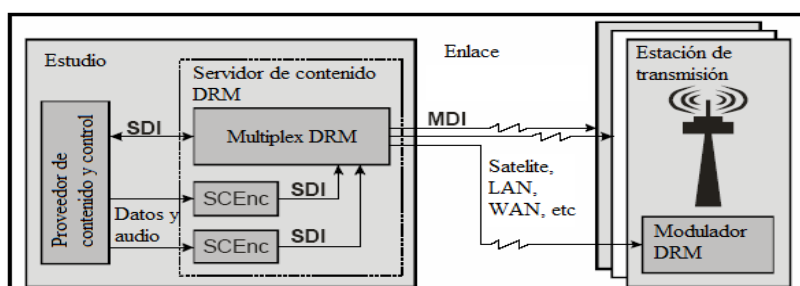 Estudio
Servidor de contenido
DRM
Enlace
Estación de
transmisión
Proveedor de
contenido y control
SDI
Multiplex DRM
MDI
Datos y
audio
SCEnc
SDI
SCEnc
SDI
Satelite,
LAN,
WAN, etc
Modulador
DRM